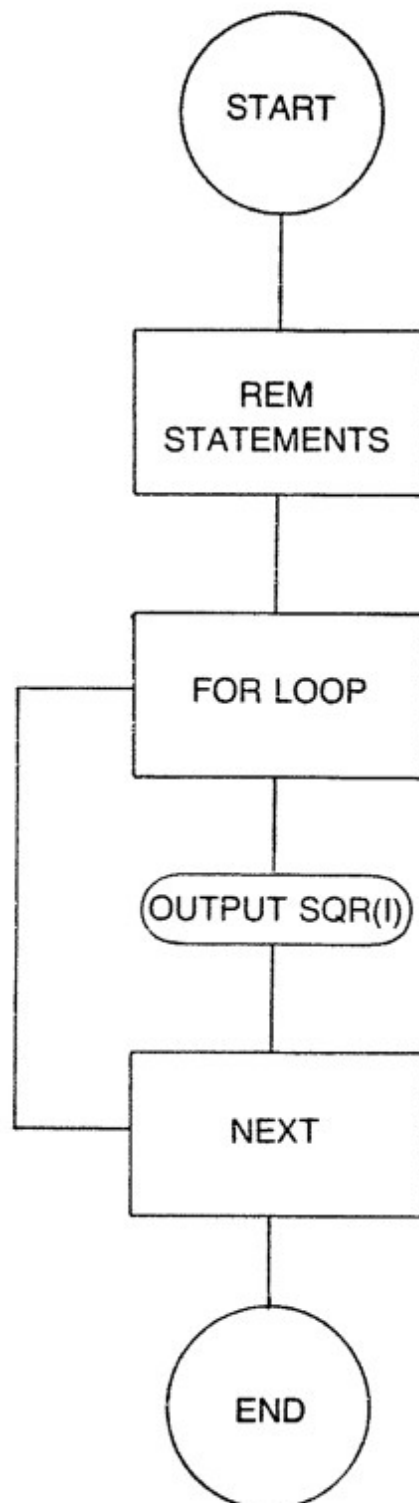 START
REM
STATEMENTS
FOR LOOP
OUTPUT SQR(I)
NEXT
END